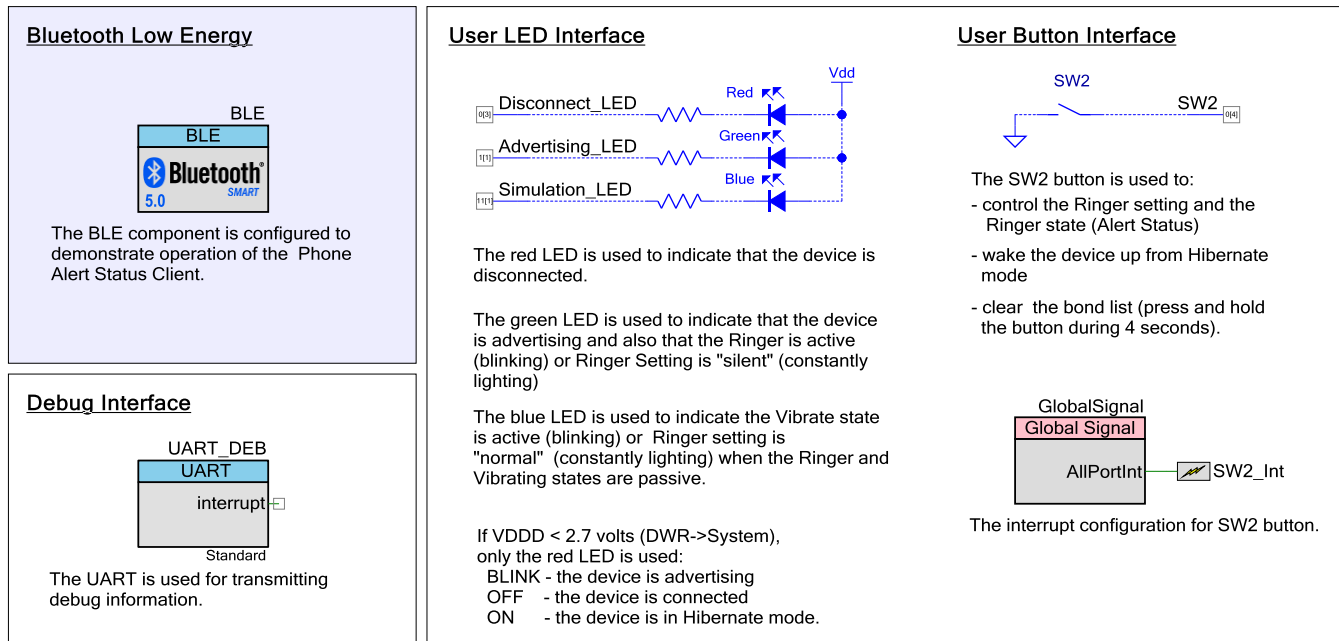 Bluetooth Low Energy
BLE
BLE
Bluetooth®
SMART
5.0
The BLE component is configured to
demonstrate operation of the  Phone
Alert Status Client.
Debug Interface
UART_DEB
UART
interrupt
Standard
The UART is used for transmitting
debug information.
User LED Interface
Vdd
Red
0[3]
Disconnect_LED
Green
1[1]
Advertising_LED
Blue
11[1]
Simulation_LED
The red LED is used to indicate that the device is
disconnected.
The green LED is used to indicate that the device
is advertising and also that the Ringer is active
(blinking) or Ringer Setting is "silent" (constantly
lighting)
The blue LED is used to indicate the Vibrate state
is active (blinking) or  Ringer setting is
"normal"  (constantly lighting) when the Ringer and
Vibrating states are passive.
If VDDD < 2.7 volts (DWR->System),
only the red LED is used:
BLINK - the device is advertising
OFF    - the device is connected
ON      - the device is in Hibernate mode.
User Button Interface
SW2
SW2
0[4]
The SW2 button is used to:
- control the Ringer setting and the
Ringer state (Alert Status)
- wake the device up from Hibernate
mode
- clear  the bond list (press and hold
the button during 4 seconds).
GlobalSignal
Global Signal
AllPortInt
SW2_Int
The interrupt configuration for SW2 button.